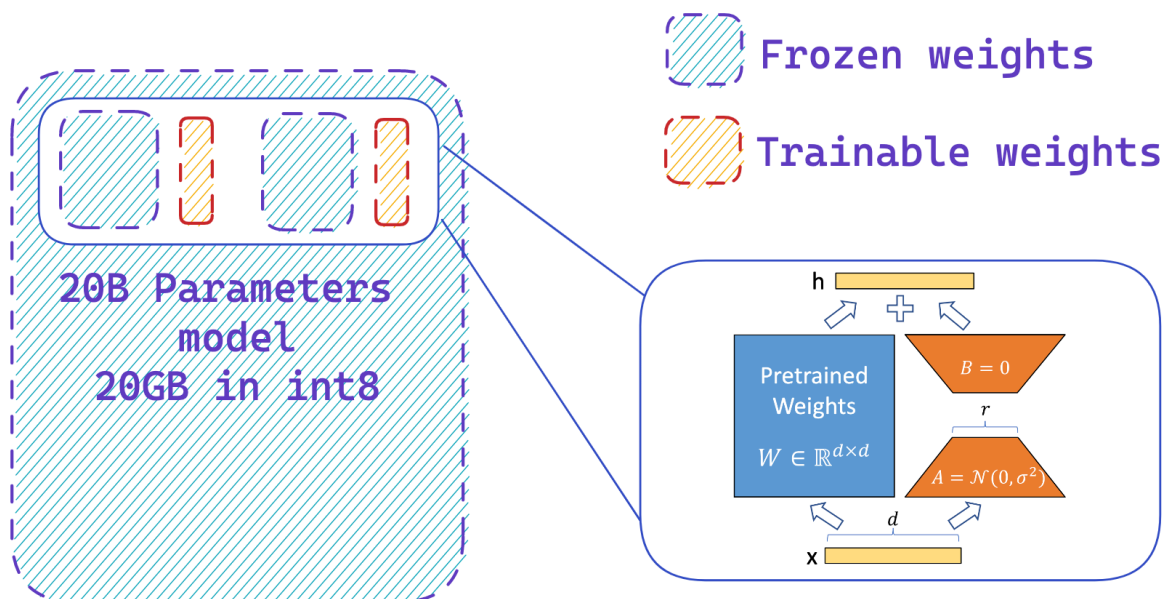 Frozen weights
Trainable weights
20B Parameters
model
20GB in int8
h
Pretrained
Weights
W ∈ ℝ^{d×d}
B = 0
r
A = 𝒩(0, σ²)
d
x